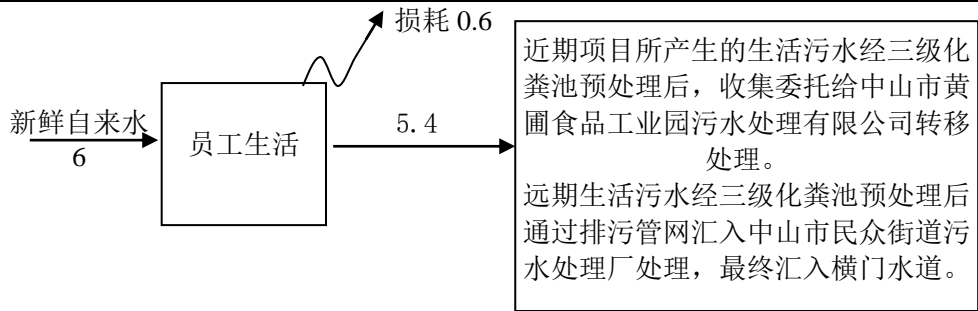 损耗 0.6
新鲜自来水
6
员工生活
5.4
近期项目所产生的生活污水经三级化
粪池预处理后，收集委托给中山市黄
圃食品工业园污水处理有限公司转移
处理。
远期生活污水经三级化粪池预处理后
通过排污管网汇入中山市民众街道污
水处理厂处理，最终汇入横门水道。